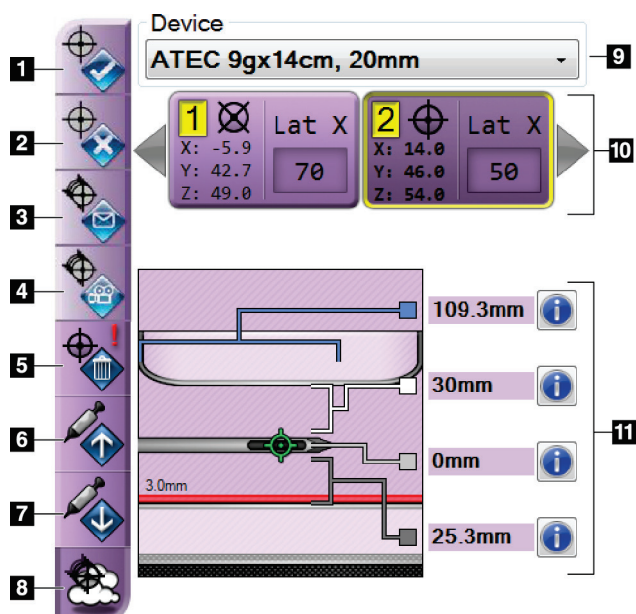 Device
ATEC 9gx14cm, 20mm
1
2
3
4
5
6
7
8
9
10
11
1
X: -5.9
Y: 42.7
Z: 49.0
Lat X
70
2
X: 14.0
Y: 46.0
Z: 54.0
Lat X
50
109.3mm
30mm
0mm
3.0mm
25.3mm